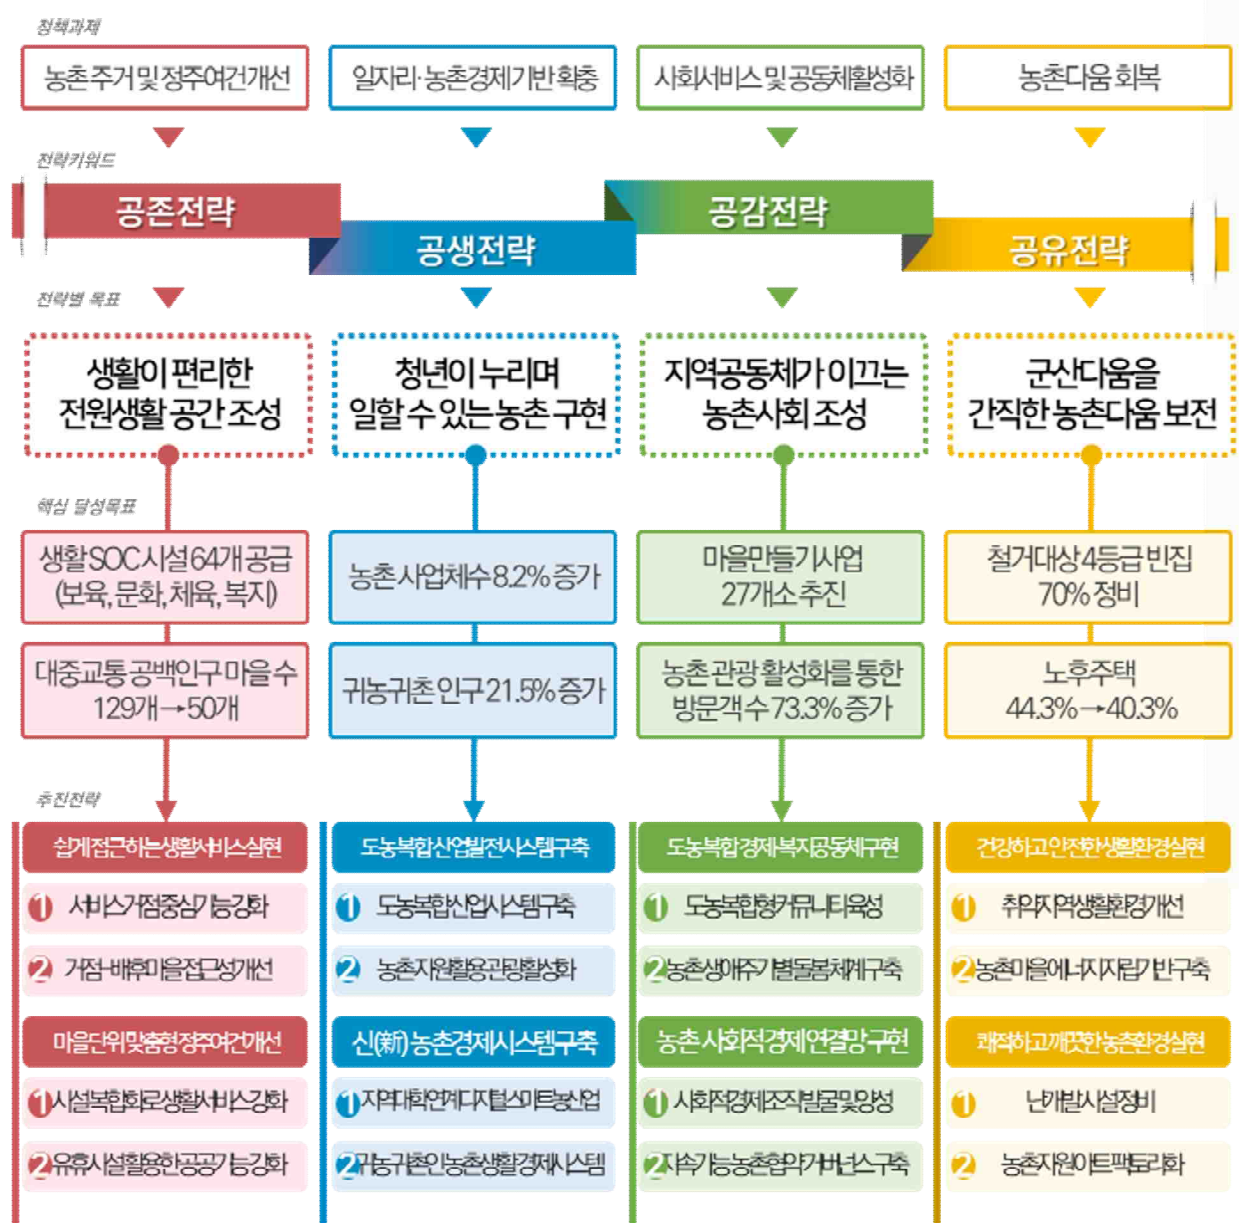 정책과제
농촌 주거 및 정주여건개선
일자리·농촌경제 기반 확충
사회서비스 및 공동체활성화
농촌다움 회복
전략키워드
공존전략
공생전략
공감전략
공유전략
전략별 목표
생활이 편리한
전원생활 공간 조성
청년이 누리며
일할 수 있는 농촌 구현
지역공동체가 이끄는
농촌사회 조성
군산다움을
간직한 농촌다움 보전
핵심 달성목표
생활 SOC 시설 64개 공급
(보육, 문화, 체육, 복지)
농촌 사업체수 8.2% 증가
마을만들기사업
27개소 추진
철거대상 4등급 빈집
70% 정비
대중교통 공백인구 마을 수
129개→50개
귀농귀촌 인구 21.5% 증가
농촌 관광 활성화를 통한
방문객 수 73.3% 증가
노후주택
44.3%→40.3%
추진전략
쉽게 접근하는 생활서비스 실현
1 서비스거점 중심기능 강화
2 거점-배후마을 접근성 개선
마을단위 맞춤형 정주여건 개선
1 시설복합화로 생활서비스 강화
2 유휴시설 활용한 공공기능 강화
도농복합 산업발전시스템 구축
1 도농복합 산업시스템 구축
2 농촌자원 활용 관광 활성화
신(新) 농촌경제 시스템 구축
1 지역대학 연계 디지털 스마트 농산업
2 귀농귀촌인 농촌생활 경제시스템
도농복합 경제·복지 공동체 구현
1 도농복합형 커뮤니티 육성
2 농촌 생애주기별 돌봄체계 구축
농촌 사회적 경제 연결망 구현
1 사회적경제조직 발굴 및 양성
2 지속가능 농촌협약 거버넌스 구축
건강하고 안전한 생활환경 실현
1 취약지역 생활환경 개선
2 농촌마을 에너지 자립기반 구축
쾌적하고 깨끗한 농촌환경 실현
1 난개발 시설 정비
2 농촌자원 아트팩토리화